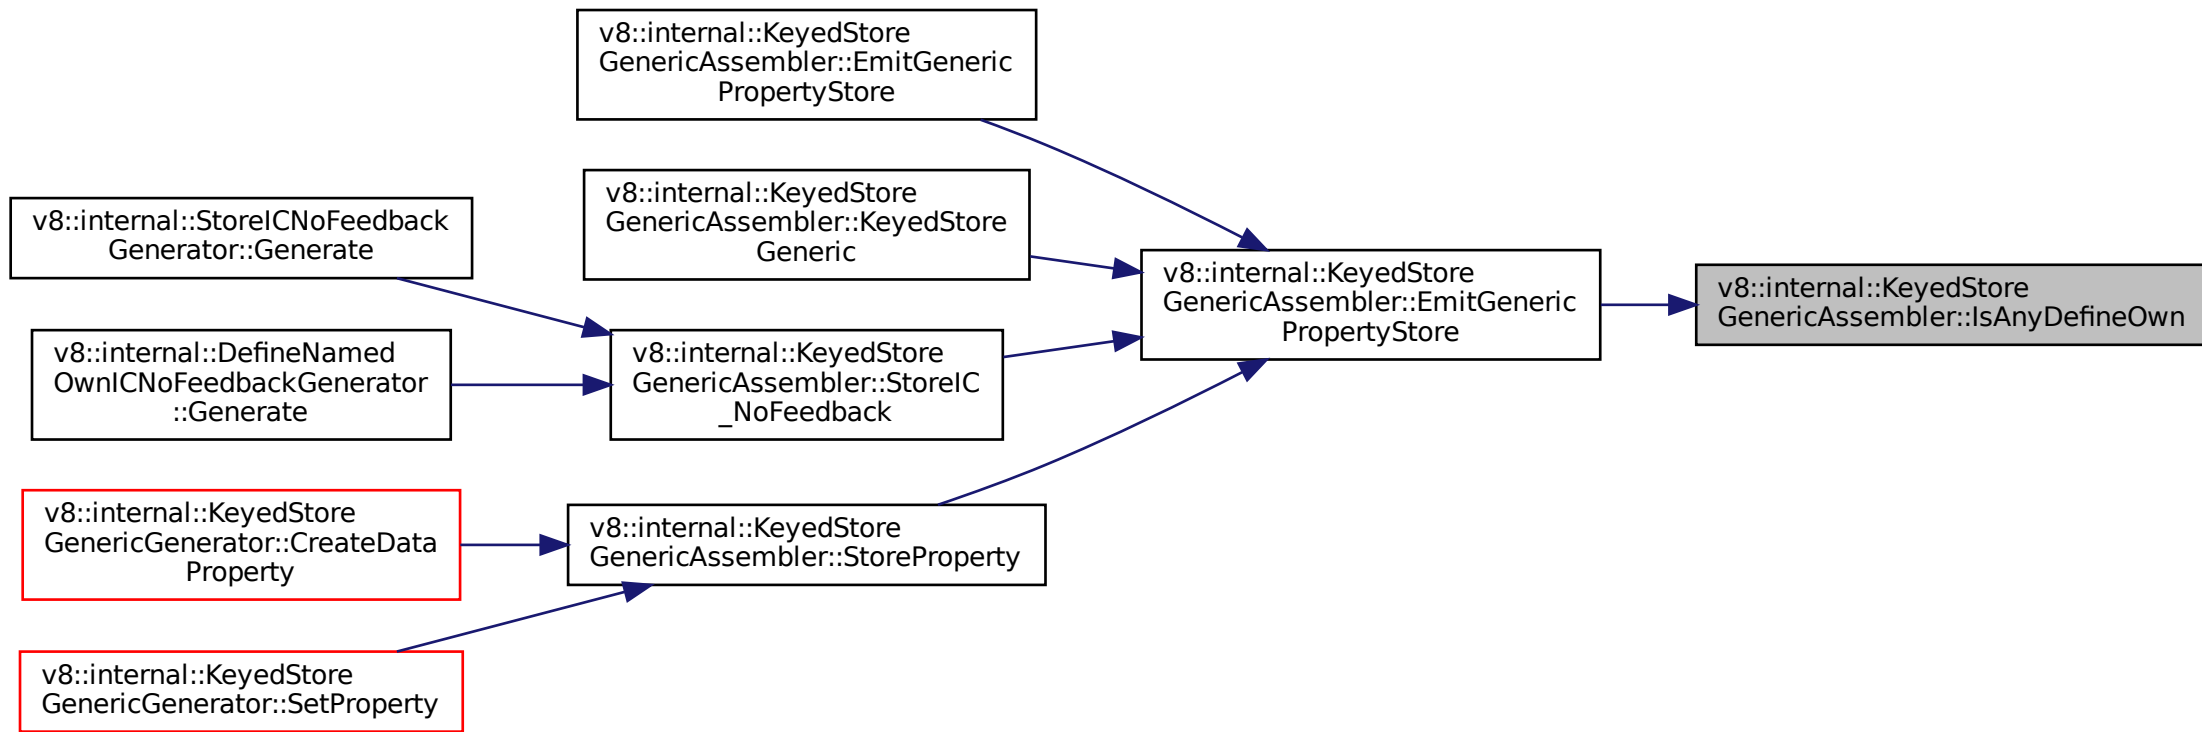 v8::internal::KeyedStore
GenericAssembler::EmitGeneric
PropertyStore
v8::internal::KeyedStore
GenericAssembler::KeyedStore
Generic
v8::internal::StoreICNoFeedback
Generator::Generate
v8::internal::KeyedStore
GenericAssembler::EmitGeneric
PropertyStore
v8::internal::KeyedStore
GenericAssembler::IsAnyDefineOwn
v8::internal::DefineNamed
OwnICNoFeedbackGenerator
::Generate
v8::internal::KeyedStore
GenericAssembler::StoreIC
_NoFeedback
v8::internal::KeyedStore
GenericGenerator::CreateData
Property
v8::internal::KeyedStore
GenericAssembler::StoreProperty
v8::internal::KeyedStore
GenericGenerator::SetProperty